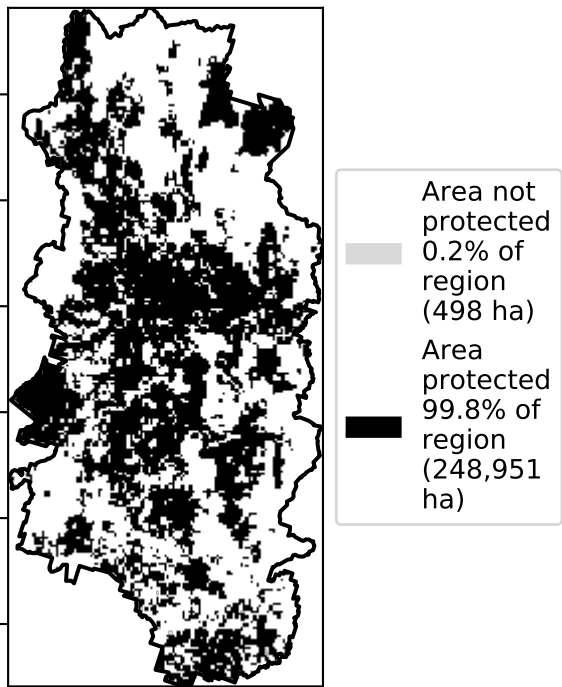 Area not
protected
0.2% of
region
(498 ha)
Area
protected
99.8% of
region
(248,951
ha)